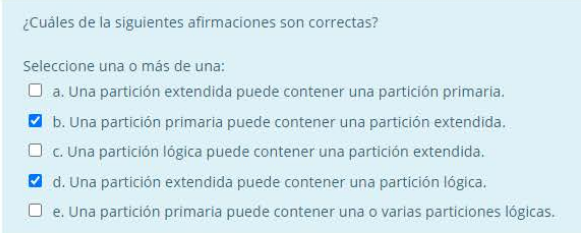 ¿Cuáles de la siguientes afirmaciones son correctas?
Seleccione una o más de una:
a. Una partición extendida puede contener una partición primaria.
b. Una partición primaria puede contener una partición extendida.
c. Una partición lógica puede contener una partición extendida.
d. Una partición extendida puede contener una partición lógica.
e. Una partición primaria puede contener una o varias particiones lógicas.